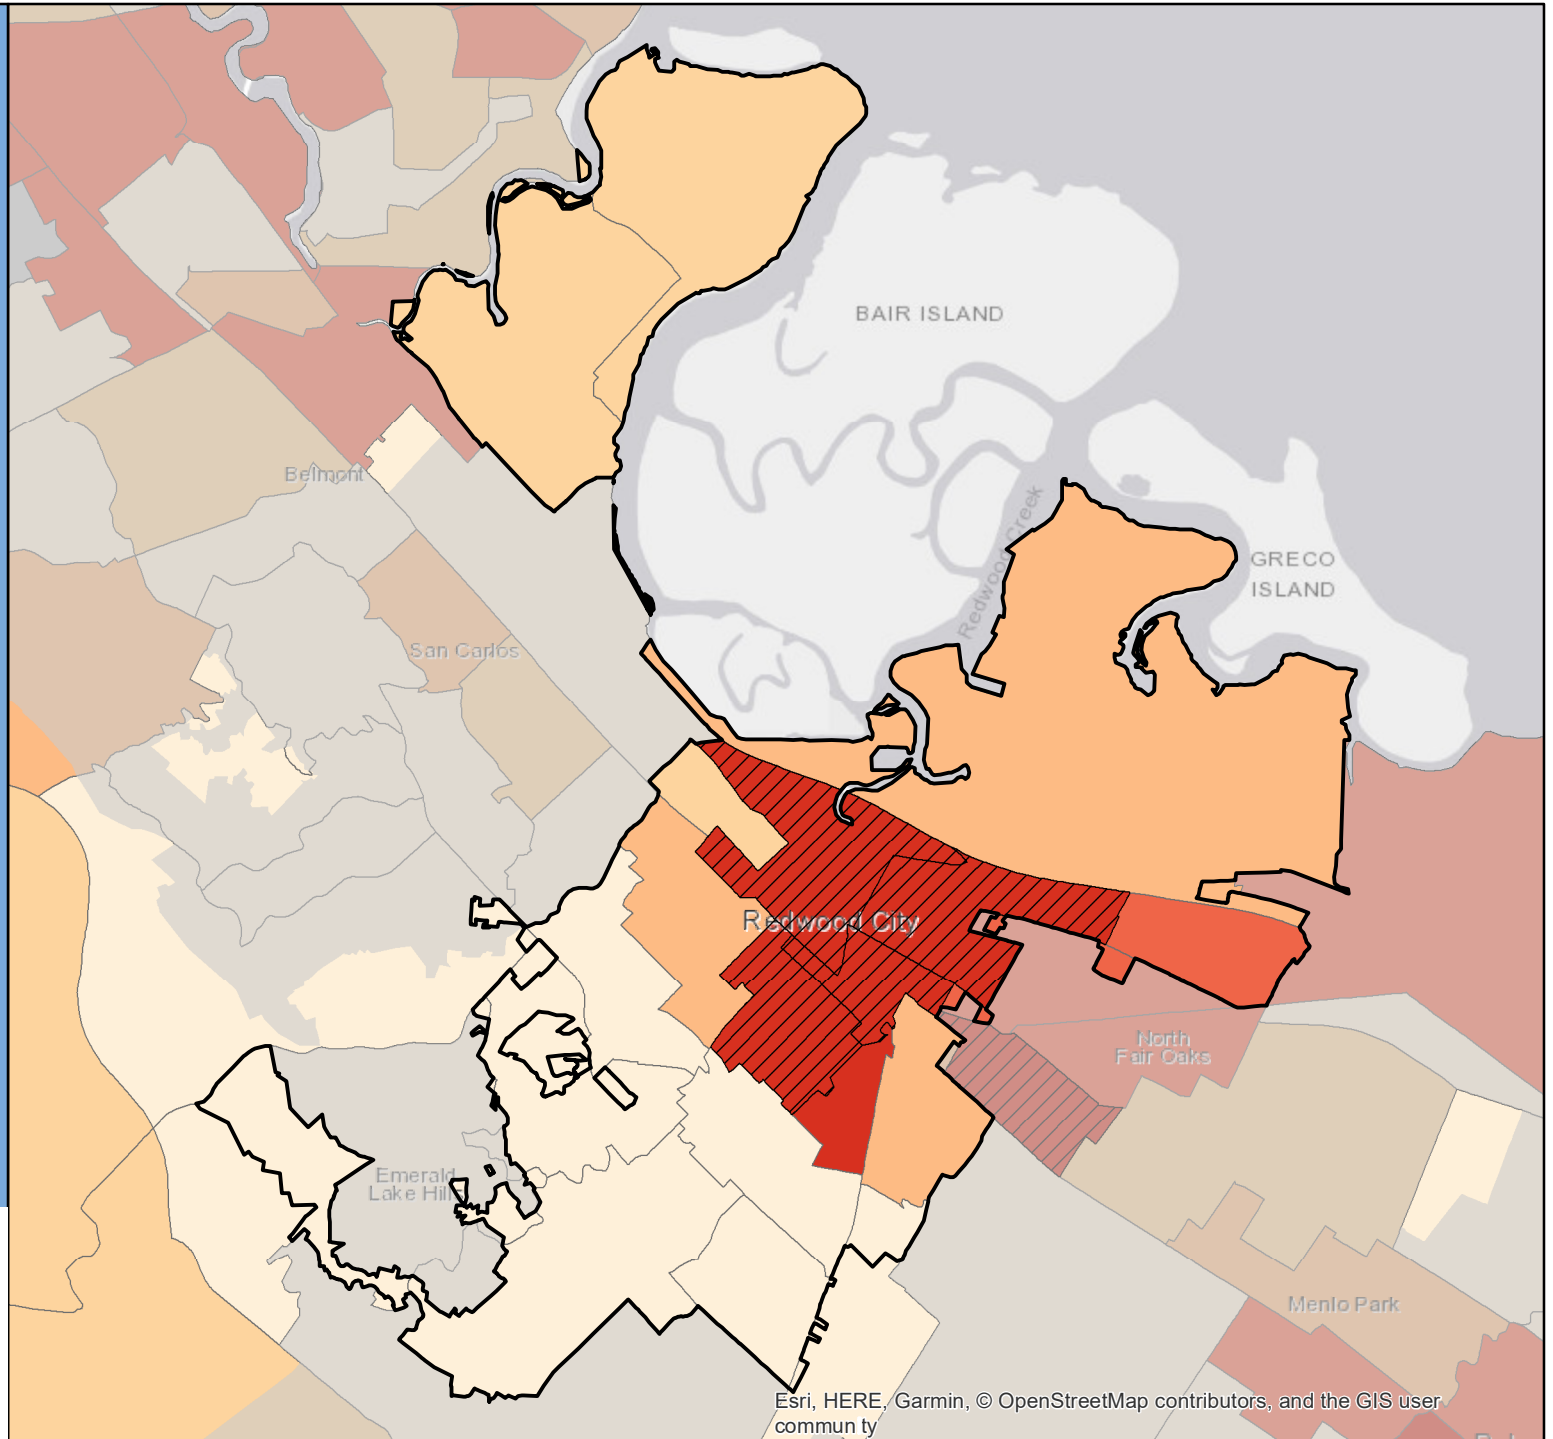 BAIR ISLAND
Belmont
Redwood Creek
GRECO
ISLAND
San Carlos
Redwood City
North
Fair Oaks
Emerald
Lake Hill
Menlo Park
Esri, HERE, Garmin, © OpenStreetMap contributors, and the GIS user
commun ty